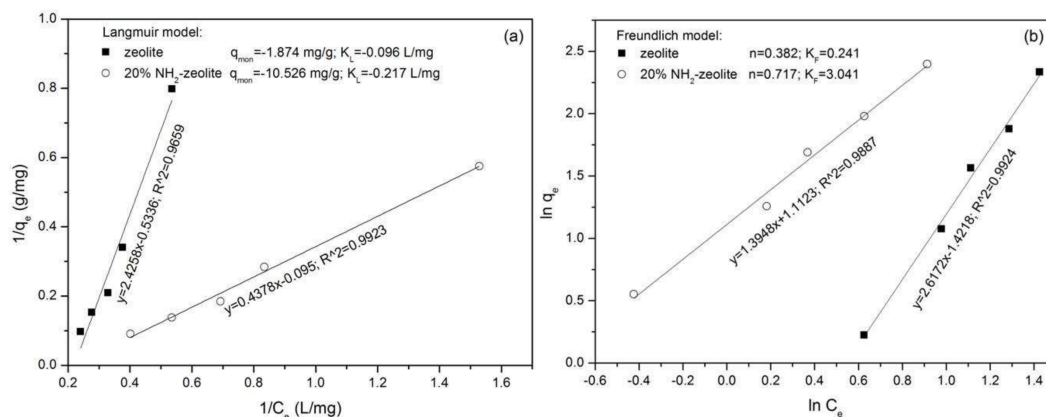 (a)
Langmuir model:
zeolite q_mon=-1.874 mg/g; K_L-0.096 L/mg
20% NH2-zeolite q_mon=-10.526 mg/g; K_L-0.217 L/mg
1.0
0.8
0.6
0.4
0.2
0.0
1/q_e (g/mg)
y=2.4258x-0.5336; R^2=0.9659
y=0.4378x-0.095; R^2=0.9923
0.2 0.4 0.6 0.8 1.0 1.2 1.4 1.6
1/C_e (L/mg)
(b)
Freundlich model:
zeolite n=0.382; K_F=0.241
20% NH2-zeolite n=0.717; K_F=3.041
2.5
2.0
1.5
1.0
0.5
0.0
ln q_e
y=1.3948x+1.1123; R^2=0.9887
y=2.6172x-1.4218; R^2=0.9924
-0.6 -0.4 -0.2 0.0 0.2 0.4 0.6 0.8 1.0 1.2 1.4
ln C_e